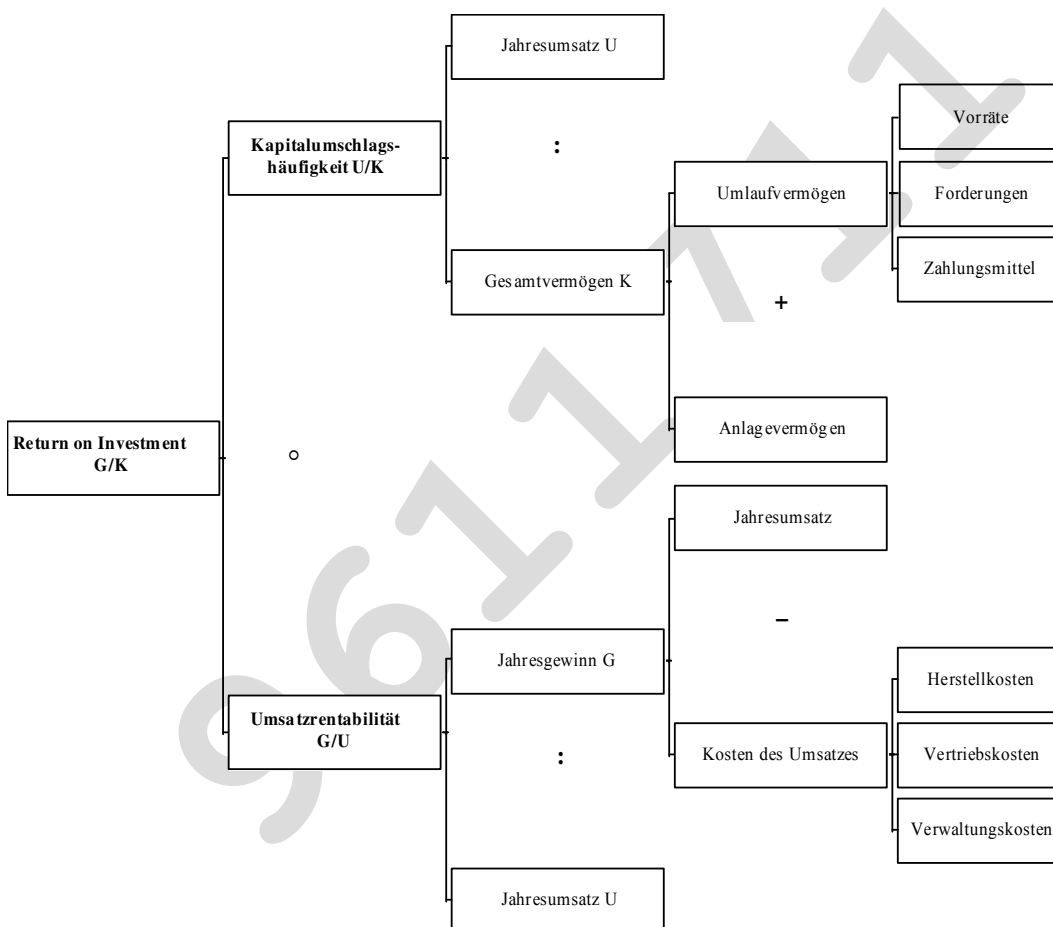 Jahresumsatz U
Kapitalumschlags-
häufigkeit U/K
:
Vorräte
Umlaufvermögen
Forderungen
Gesamtvermögen K
Zahlungsmittel
+
Return on Investment
G/K
Anlagevermögen
Jahresumsatz
–
Jahresgewinn G
Herstellkosten
Umsatzrentabilität
G/U
:
Kosten des Umsatzes
Vertriebskosten
Verwaltungskosten
Jahresumsatz U
9611711